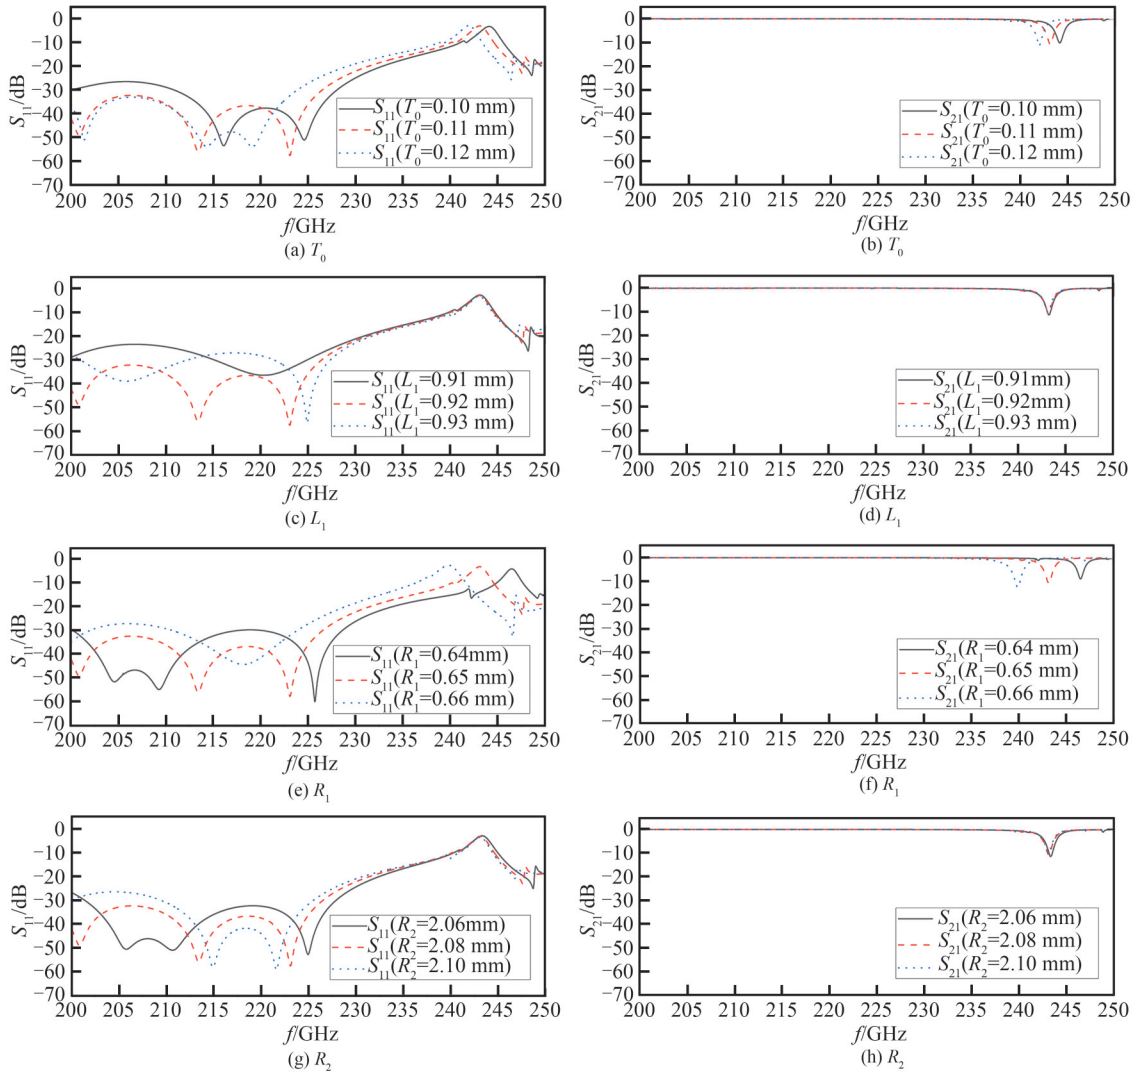 0
−10
−20
−30
−40
−50
−60
−70
S11/dB
S11(T0=0.10 mm)
S11(T0=0.11 mm)
S11(T0=0.12 mm)
200 205 210 215 220 225 230 235 240 245 250
f/GHz
(a) T0
0
−10
−20
−30
−40
−50
−60
−70
S21/dB
S21(T0=0.10 mm)
S21(T0=0.11 mm)
S21(T0=0.12 mm)
200 205 210 215 220 225 230 235 240 245 250
f/GHz
(b) T0
0
−10
−20
−30
−40
−50
−60
−70
S11/dB
S11(L1=0.91 mm)
S11(L1=0.92 mm)
S11(L1=0.93 mm)
200 205 210 215 220 225 230 235 240 245 250
f/GHz
(c) L1
0
−10
−20
−30
−40
−50
−60
−70
S21/dB
S21(L1=0.91mm)
S21(L1=0.92mm)
S21(L1=0.93 mm)
200 205 210 215 220 225 230 235 240 245 250
f/GHz
(d) L1
0
−10
−20
−30
−40
−50
−60
−70
S11/dB
S11(R1=0.64mm)
S11(R1=0.65 mm)
S11(R1=0.66 mm)
200 205 210 215 220 225 230 235 240 245 250
f/GHz
(e) R1
0
−10
−20
−30
−40
−50
−60
−70
S21/dB
S21(R1=0.64 mm)
S21(R1=0.65 mm)
S21(R1=0.66 mm)
200 205 210 215 220 225 230 235 240 245 250
f/GHz
(f) R1
0
−10
−20
−30
−40
−50
−60
−70
S11/dB
S11(R2=2.06mm)
S11(R2=2.08 mm)
S11(R2=2.10 mm)
200 205 210 215 220 225 230 235 240 245 250
f/GHz
(g) R2
0
−10
−20
−30
−40
−50
−60
−70
S21/dB
S21(R2=2.06 mm)
S21(R2=2.08 mm)
S21(R2=2.10 mm)
200 205 210 215 220 225 230 235 240 245 250
f/GHz
(h) R2